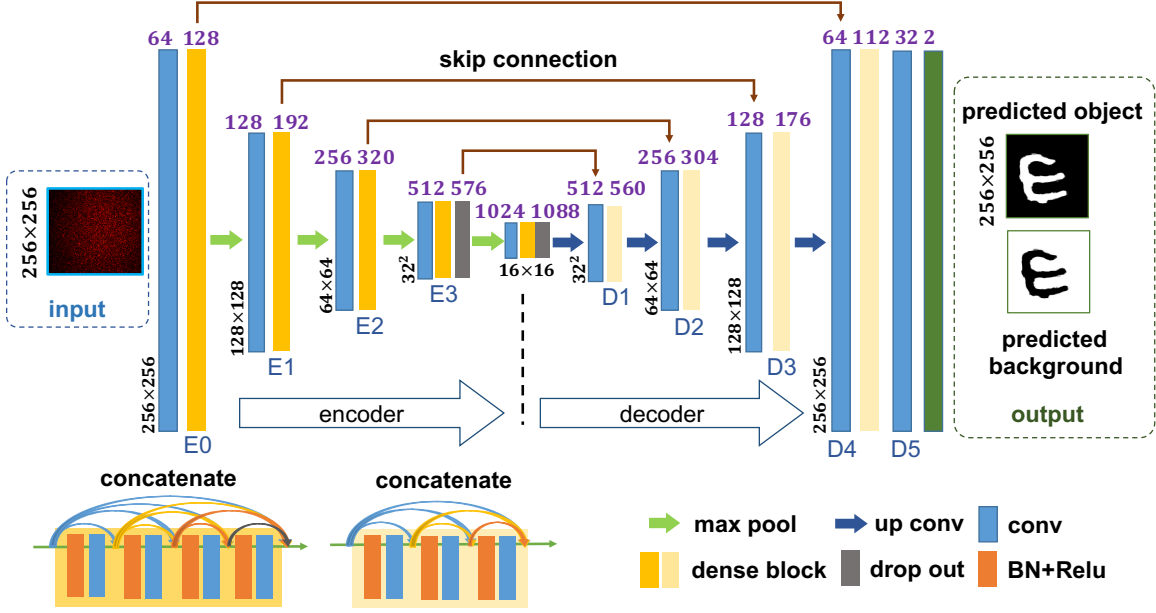 64 128
64 112 32 2
skip connection
128 192
128 176
256 320
256 304
512 576
512 560
1024 1088
256×256
input
128×128
64×64
32²
16×16
32²
64×64
128×128
256×256
256×256
E0
E1
E2
E3
D1
D2
D3
D4 D5
encoder
decoder
predicted object
256×256
predicted
background
output
concatenate
concatenate
max pool
up conv
conv
dense block
drop out
BN+Relu